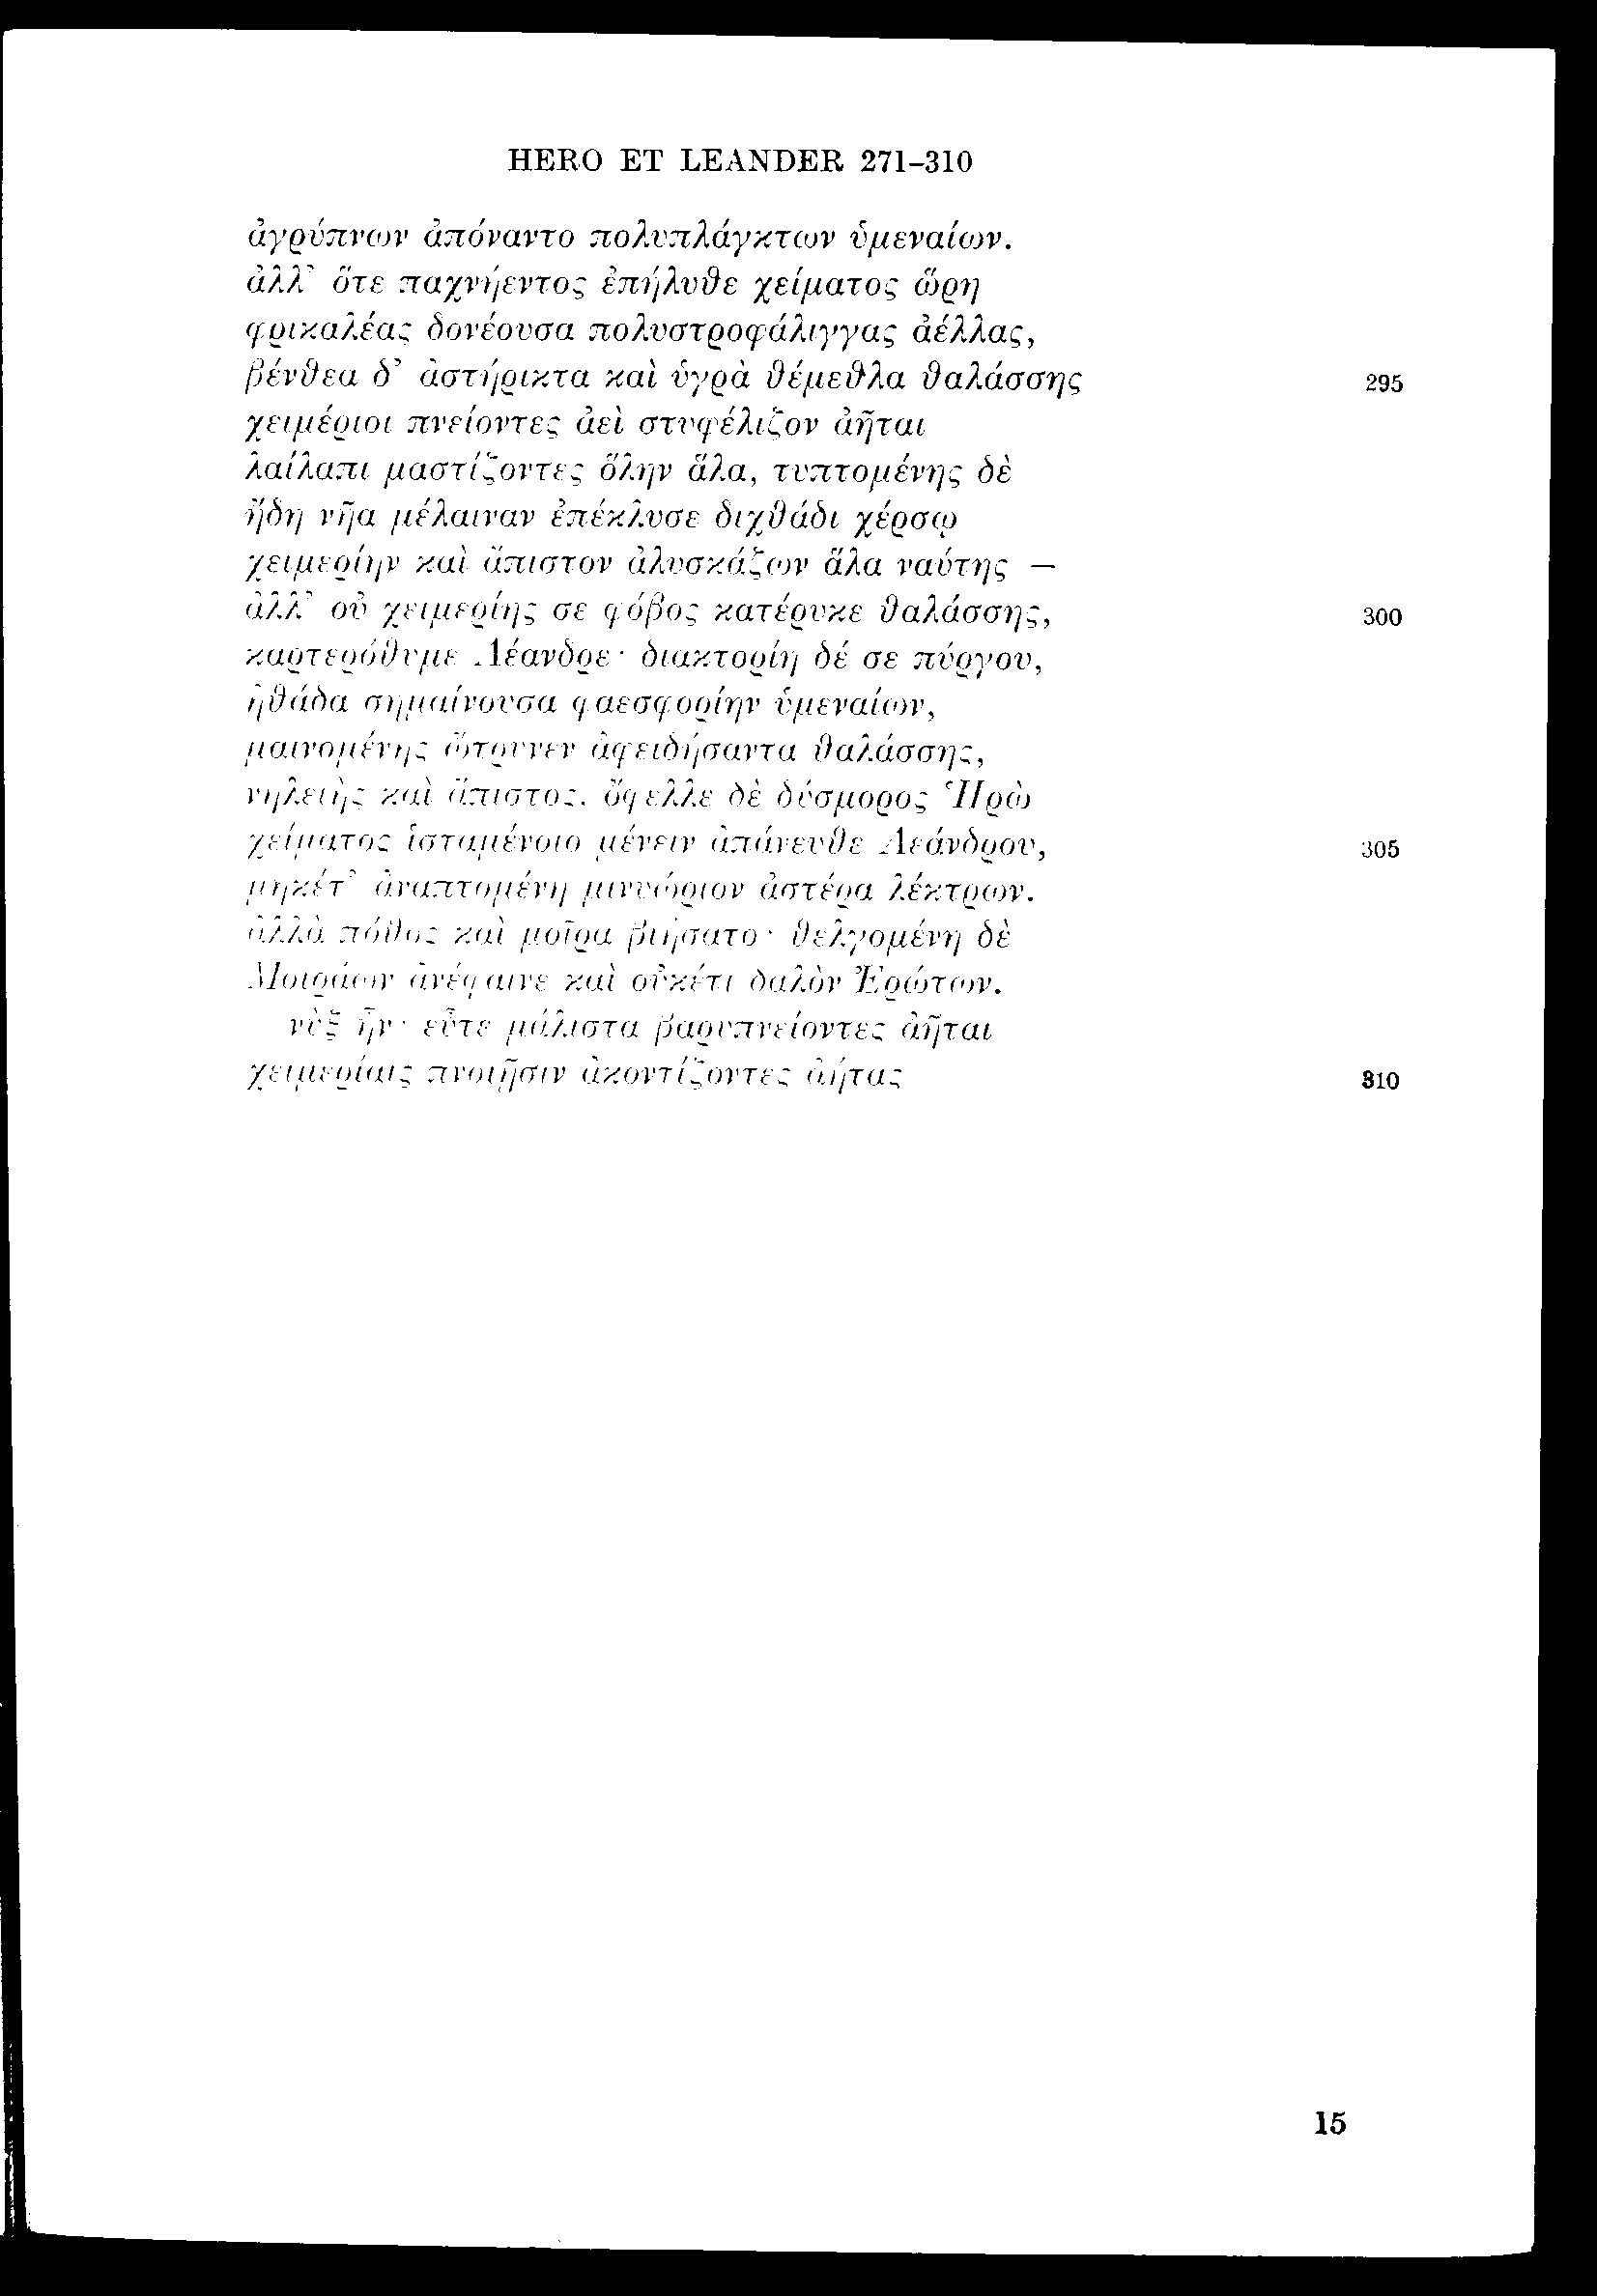 HERO ET LEANDER 271–310
ἀγρύπνων ἀπόναντο πολυπλάγκτων ὑμεναίων.
ἀλλ’ ὅτε παχνήεντος ἐπήλυθε χείματος ὥρη
φρικαλέας δονέουσα πολυστροφάλιγγας ἀέλλας,
βένθεα δ’ ἀστήρικτα καὶ ὑγρὰ θέμεθλα θαλάσσης 295
χειμέριοι πνείοντες ἀεὶ στυφέλιζον ἀῆται
λαίλαπι μαστίζοντες ὅλην ἅλα, τυπτομένης δὲ
ἤδη νῆα μέλαιναν ἐπέκλυσε διχθάδι χέρσῳ
χειμερίην καὶ ἄπιστον ἀλυσκάζων ἅλα ναύτης –
ἀλλ’ οὐ χειμερίης σε φόβος κατέρυκε θαλάσσης, 300
καρτερόθυμε Λέανδρε· διακτορίη δέ σε πύργου,
ἠθάδα σημαίνουσα φαεσφορίην ὑμεναίων,
μαινομένης ὤτρυνεν ἀφειδήσαντα θαλάσσης,
νηλειὴς καὶ ἄπιστος. ὄφελλε δὲ δύσμορος Ἡρὼ
χείματος ἱσταμένοιο μένειν ἀπάνευθε Λεάνδρου, 305
μηκέτ’ ἀναπτομένη μινυώριον ἀστέρα λέκτρων.
ἀλλὰ πόθος καὶ μοῖρα βιήσατο· θελγομένη δὲ
Μοιράων ἀνέφαινε καὶ οὐκέτι δαλὸν Ἐρώτων.
νὺξ ἦν· εὖτε μάλιστα βαρυπνείοντες ἀῆται
χειμερίαις πνοιῇσιν ἀκοντίζοντες ἀήτας 310
15